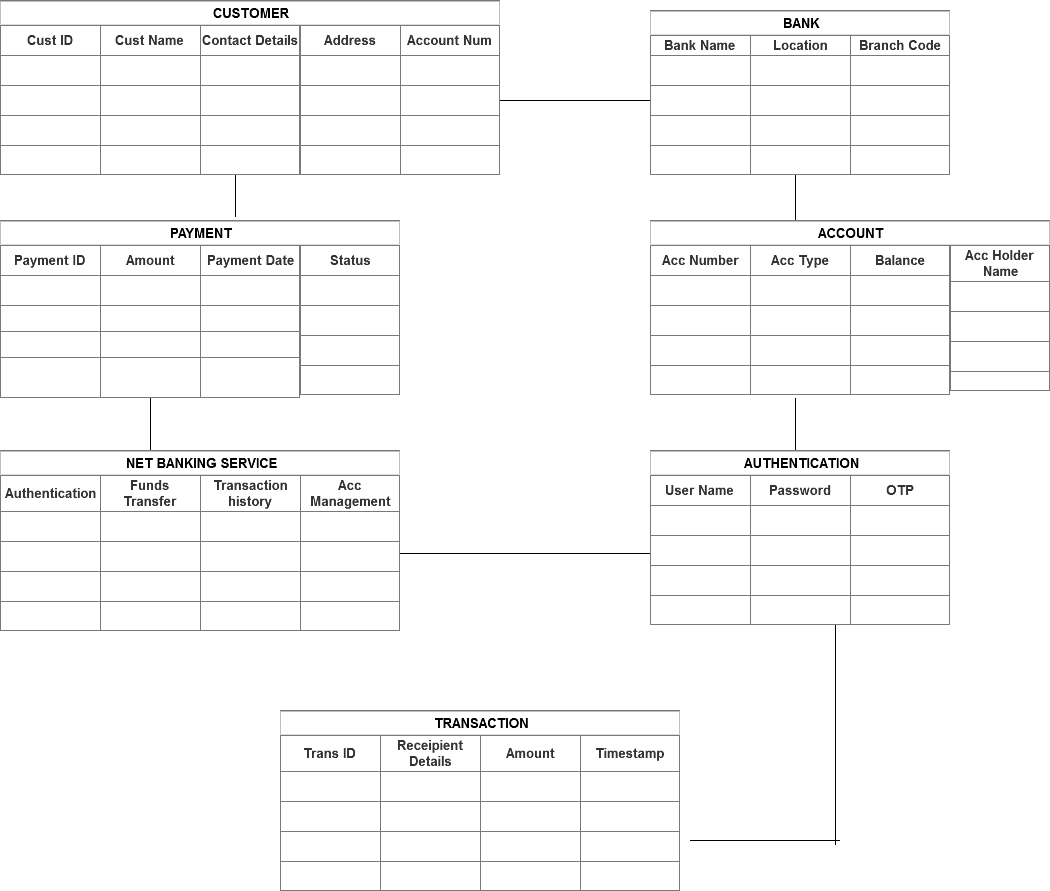 CUSTOMER
Cust ID Cust Name Contact Details Address Account Num
BANK
Bank Name Location Branch Code
PAYMENT
Payment ID Amount Payment Date Status
ACCOUNT
Acc Number Acc Type Balance Acc Holder
Name
NET BANKING SERVICE
Authentication Funds Transaction Acc
Transfer history Management
AUTHENTICATION
User Name Password OTP
TRANSACTION
Trans ID Receipient Amount Timestamp
Details